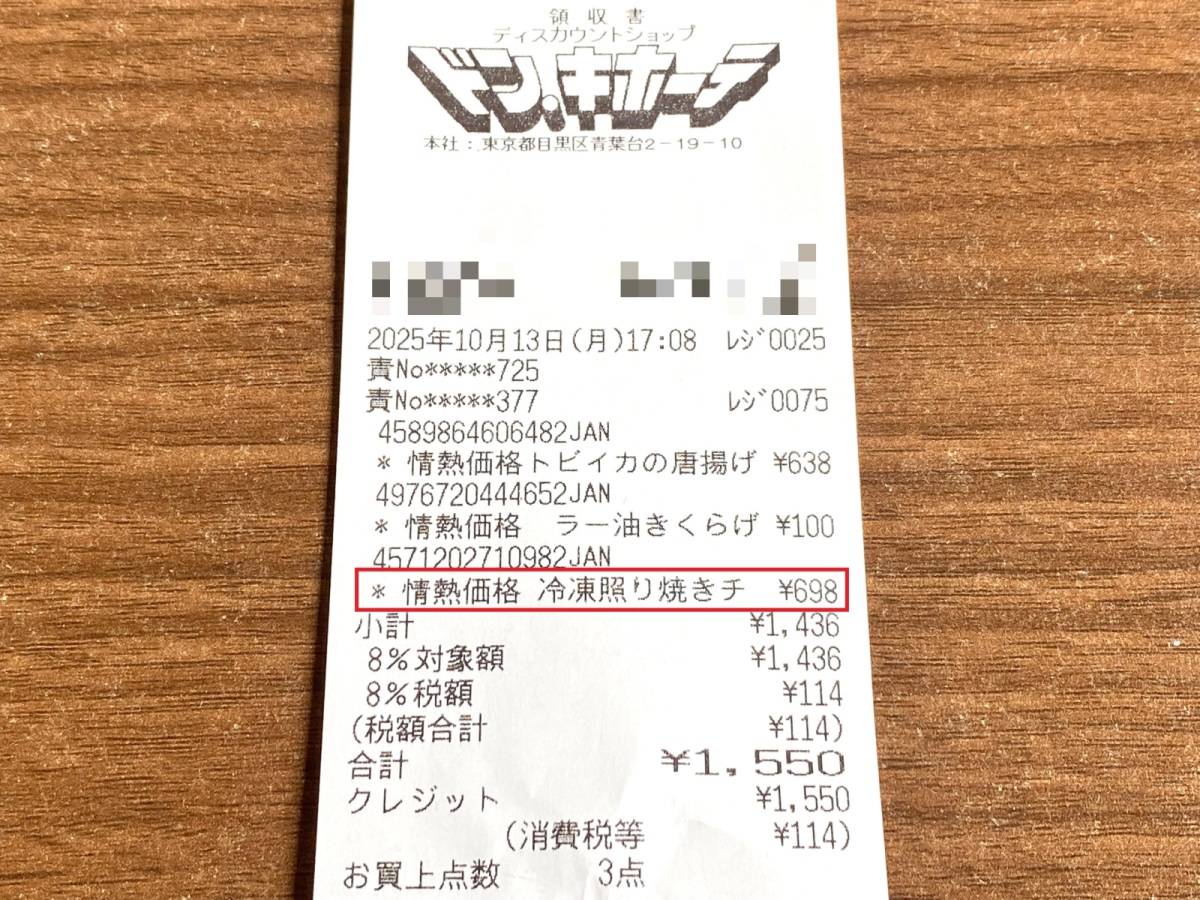 領収書
ディスカウントショップ
ドン.キホーテ
本社:東京都目黒区青葉台2-19-10
2025年10月13日(月)17:08 ﾚｼﾞ0025
責No*****725
責No*****377 ﾚｼﾞ0075
4589864606482JAN
* 情熱価格トビイカの唐揚げ ¥638
4976720444652JAN
* 情熱価格 ラー油きくらげ ¥100
4571202710982JAN
* 情熱価格 冷凍照り焼きチ ¥698
小計 ¥1,436
8%対象額 ¥1,436
8%税額 ¥114
(税額合計 ¥114)
合計 ¥1,550
クレジット ¥1,550
(消費税等 ¥114)
お買上点数 3点